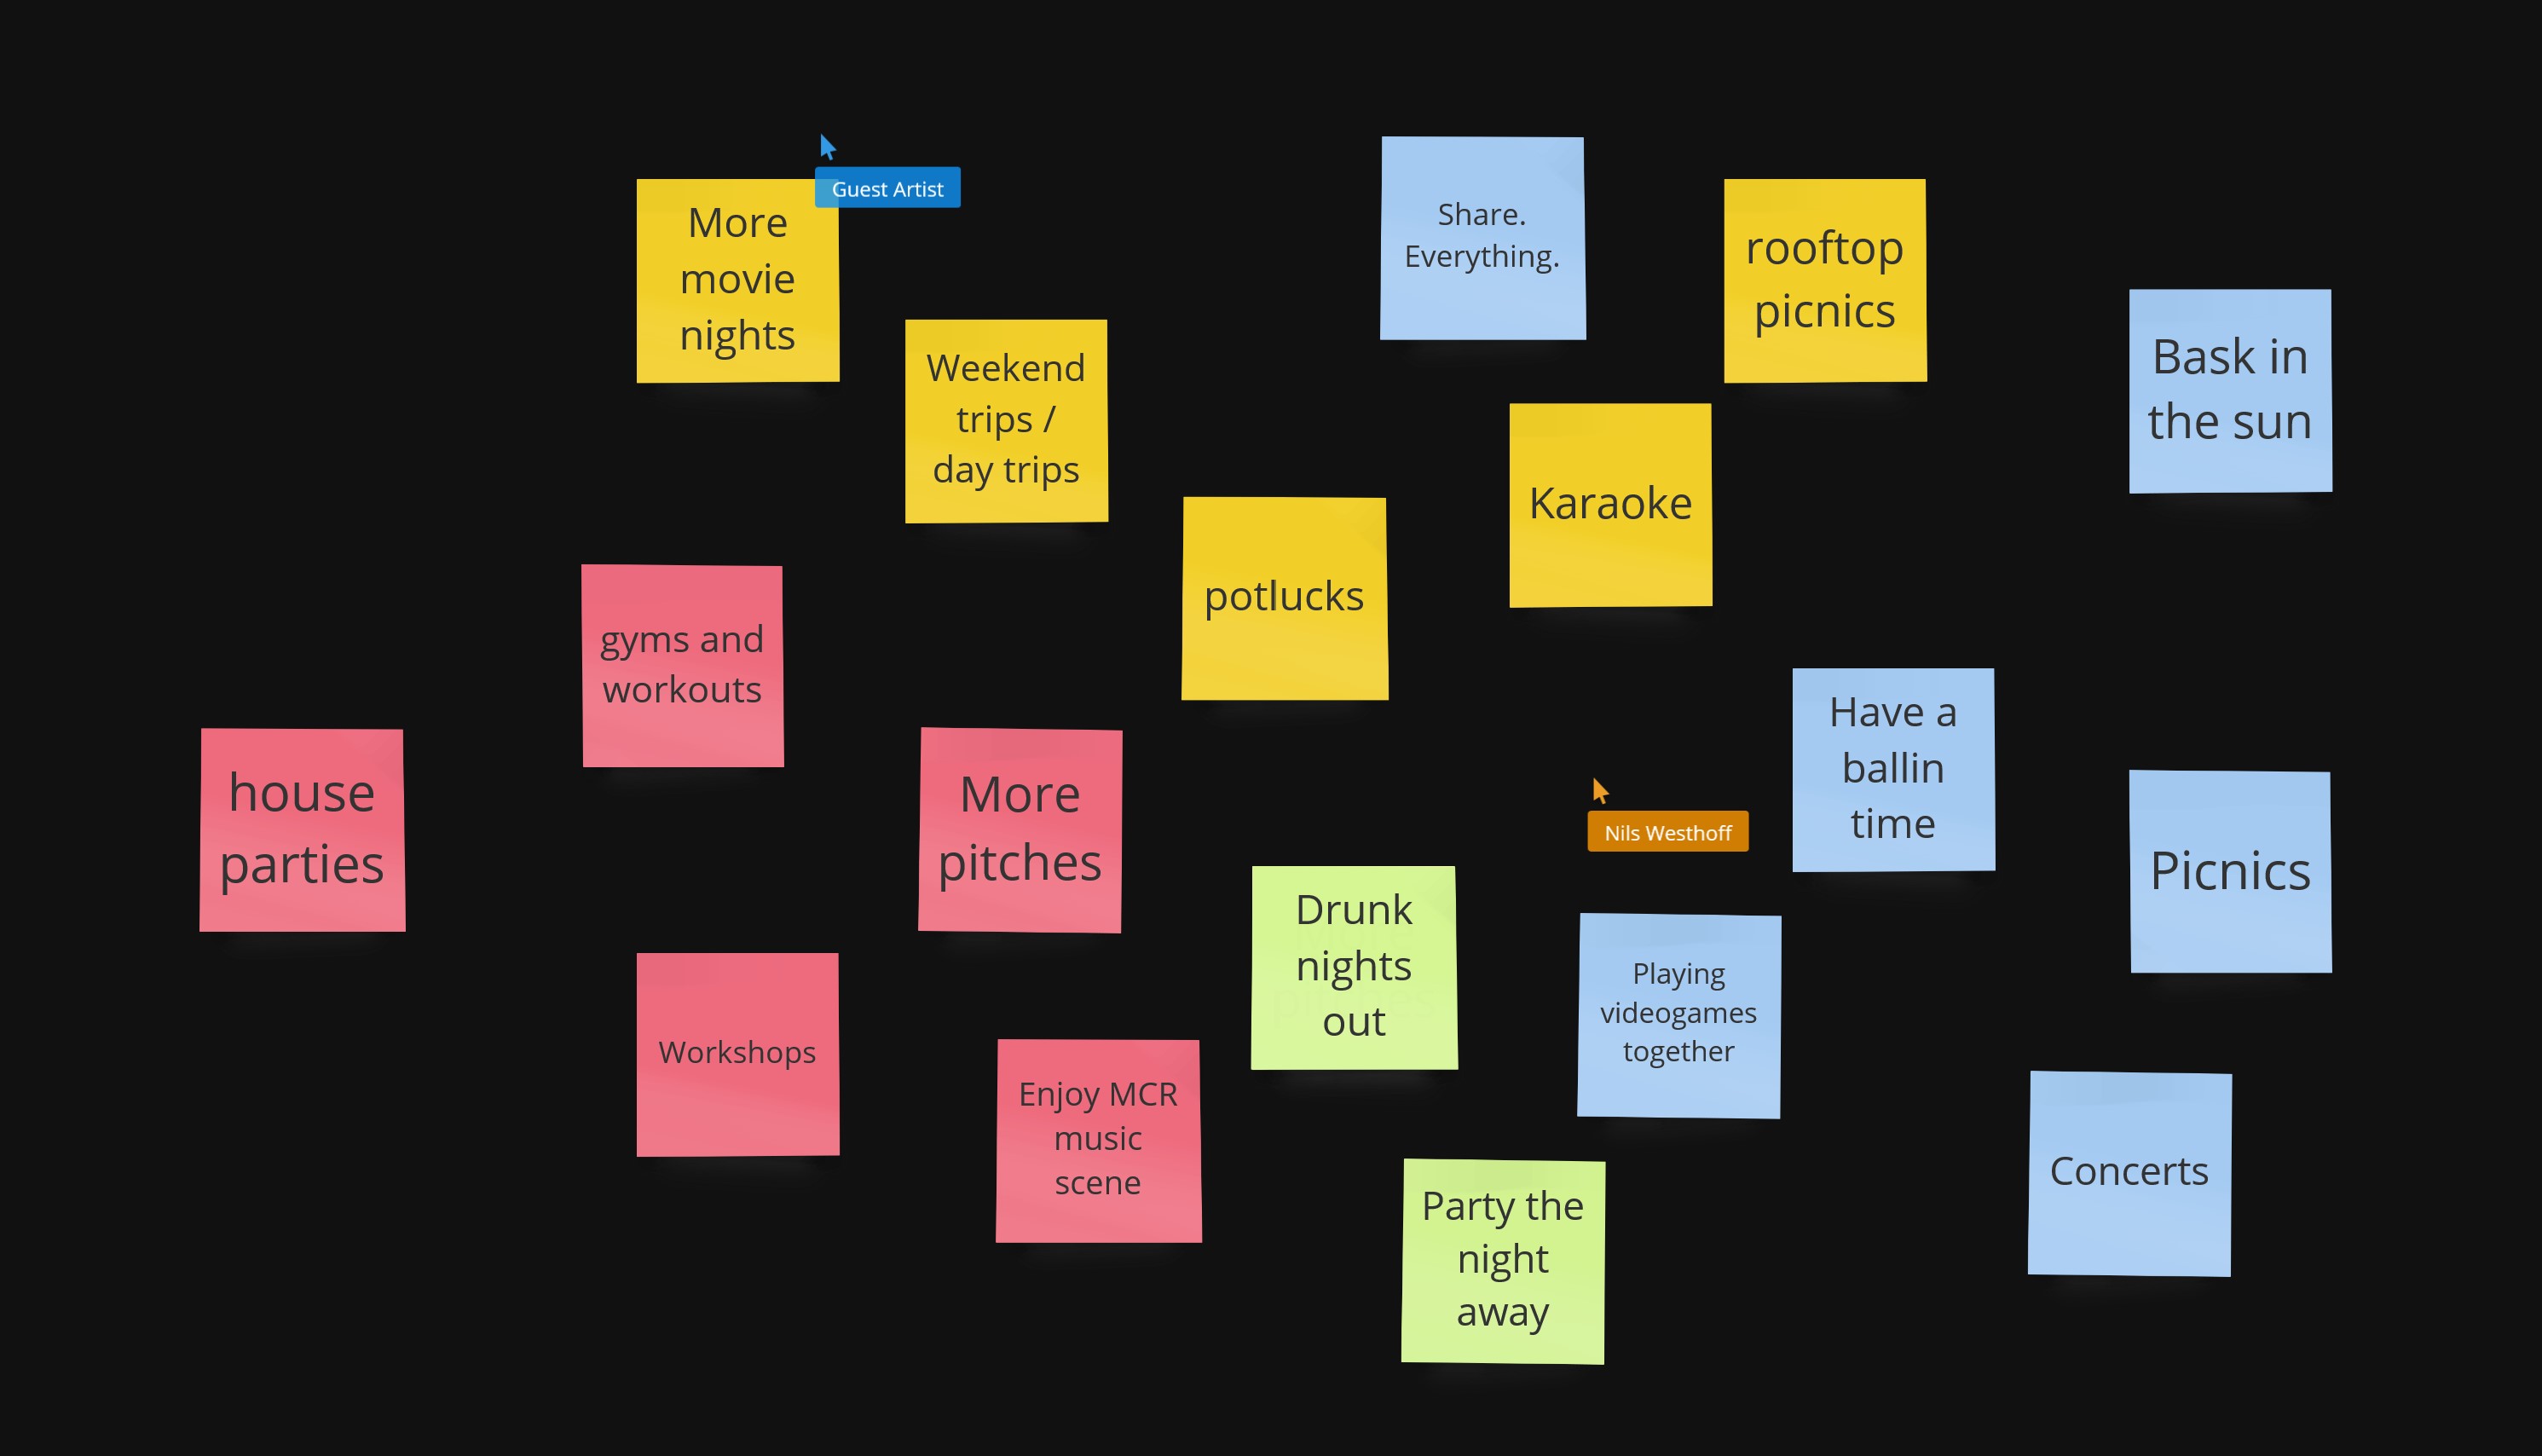 Guest Artist
More
movie
nights
Share.
Everything.
rooftop
picnics
Weekend
trips /
day trips
Bask in
the sun
Karaoke
potlucks
gyms and
workouts
house
parties
More
pitches
Have a
ballin
time
Nils Westhoff
Picnics
Drunk
nights
out
Playing
videogames
together
Workshops
Enjoy MCR
music
scene
Party the
night
away
Concerts